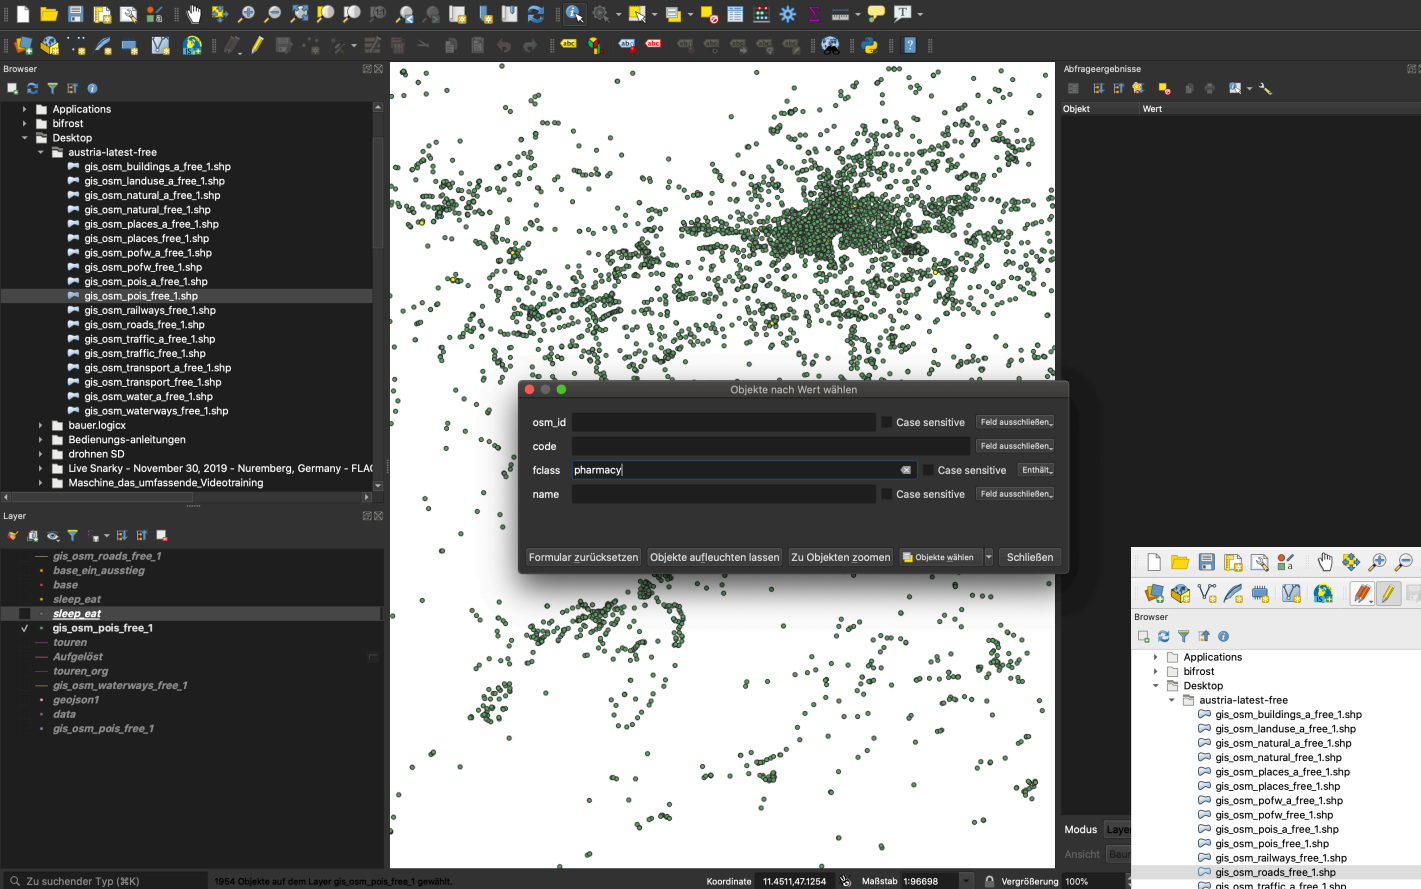 Browser
Applications
bifrost
Desktop
austria-latest-free
gis_osm_buildings_a_free_1.shp
gis_osm_landuse_a_free_1.shp
gis_osm_natural_a_free_1.shp
gis_osm_natural_free_1.shp
gis_osm_places_a_free_1.shp
gis_osm_places_free_1.shp
gis_osm_pofw_a_free_1.shp
gis_osm_pofw_free_1.shp
gis_osm_pois_a_free_1.shp
gis_osm_pois_free_1.shp
gis_osm_railways_free_1.shp
gis_osm_roads_free_1.shp
gis_osm_traffic_a_free_1.shp
gis_osm_traffic_free_1.shp
gis_osm_transport_a_free_1.shp
gis_osm_transport_free_1.shp
gis_osm_water_a_free_1.shp
gis_osm_waterways_free_1.shp
bauer.logicx
Bedienungs-anleitungen
drohnen SD
Live Snarky - November 30, 2019 - Nuremberg, Germany - FLAC
Maschine_das_umfassende_Videotraining
Layer
gis_osm_roads_free_1
base_ein_ausstieg
base
sleep_eat
sleep_eat
gis_osm_pois_free_1
touren
Aufgelöst
touren_org
gis_osm_waterways_free_1
geojson1
data
gis_osm_pois_free_1
Abfrageergebnisse
Objekt Wert
Objekte nach Wert wählen
osm_id Case sensitive Feld ausschließen
code Feld ausschließen
fclass pharmacy Case sensitive Enthält
name Case sensitive Feld ausschließen
Formular zurücksetzen Objekte aufleuchten lassen Zu Objekten zoomen Objekte wählen Schließen
Modus Layer
Ansicht Baum
Browser
Applications
bifrost
Desktop
austria-latest-free
gis_osm_buildings_a_free_1.shp
gis_osm_landuse_a_free_1.shp
gis_osm_natural_a_free_1.shp
gis_osm_natural_free_1.shp
gis_osm_places_a_free_1.shp
gis_osm_places_free_1.shp
gis_osm_pofw_a_free_1.shp
gis_osm_pofw_free_1.shp
gis_osm_pois_a_free_1.shp
gis_osm_pois_free_1.shp
gis_osm_railways_free_1.shp
gis_osm_roads_free_1.shp
gis_osm_traffic_a_free_1.shp
Zu suchender Typ (⌘K) 1954 Objekte auf dem Layer gis_osm_pois_free_1 gewählt. Koordinate 11.4511,47.1254 Maßstab 1:96698 Vergrößerung 100%